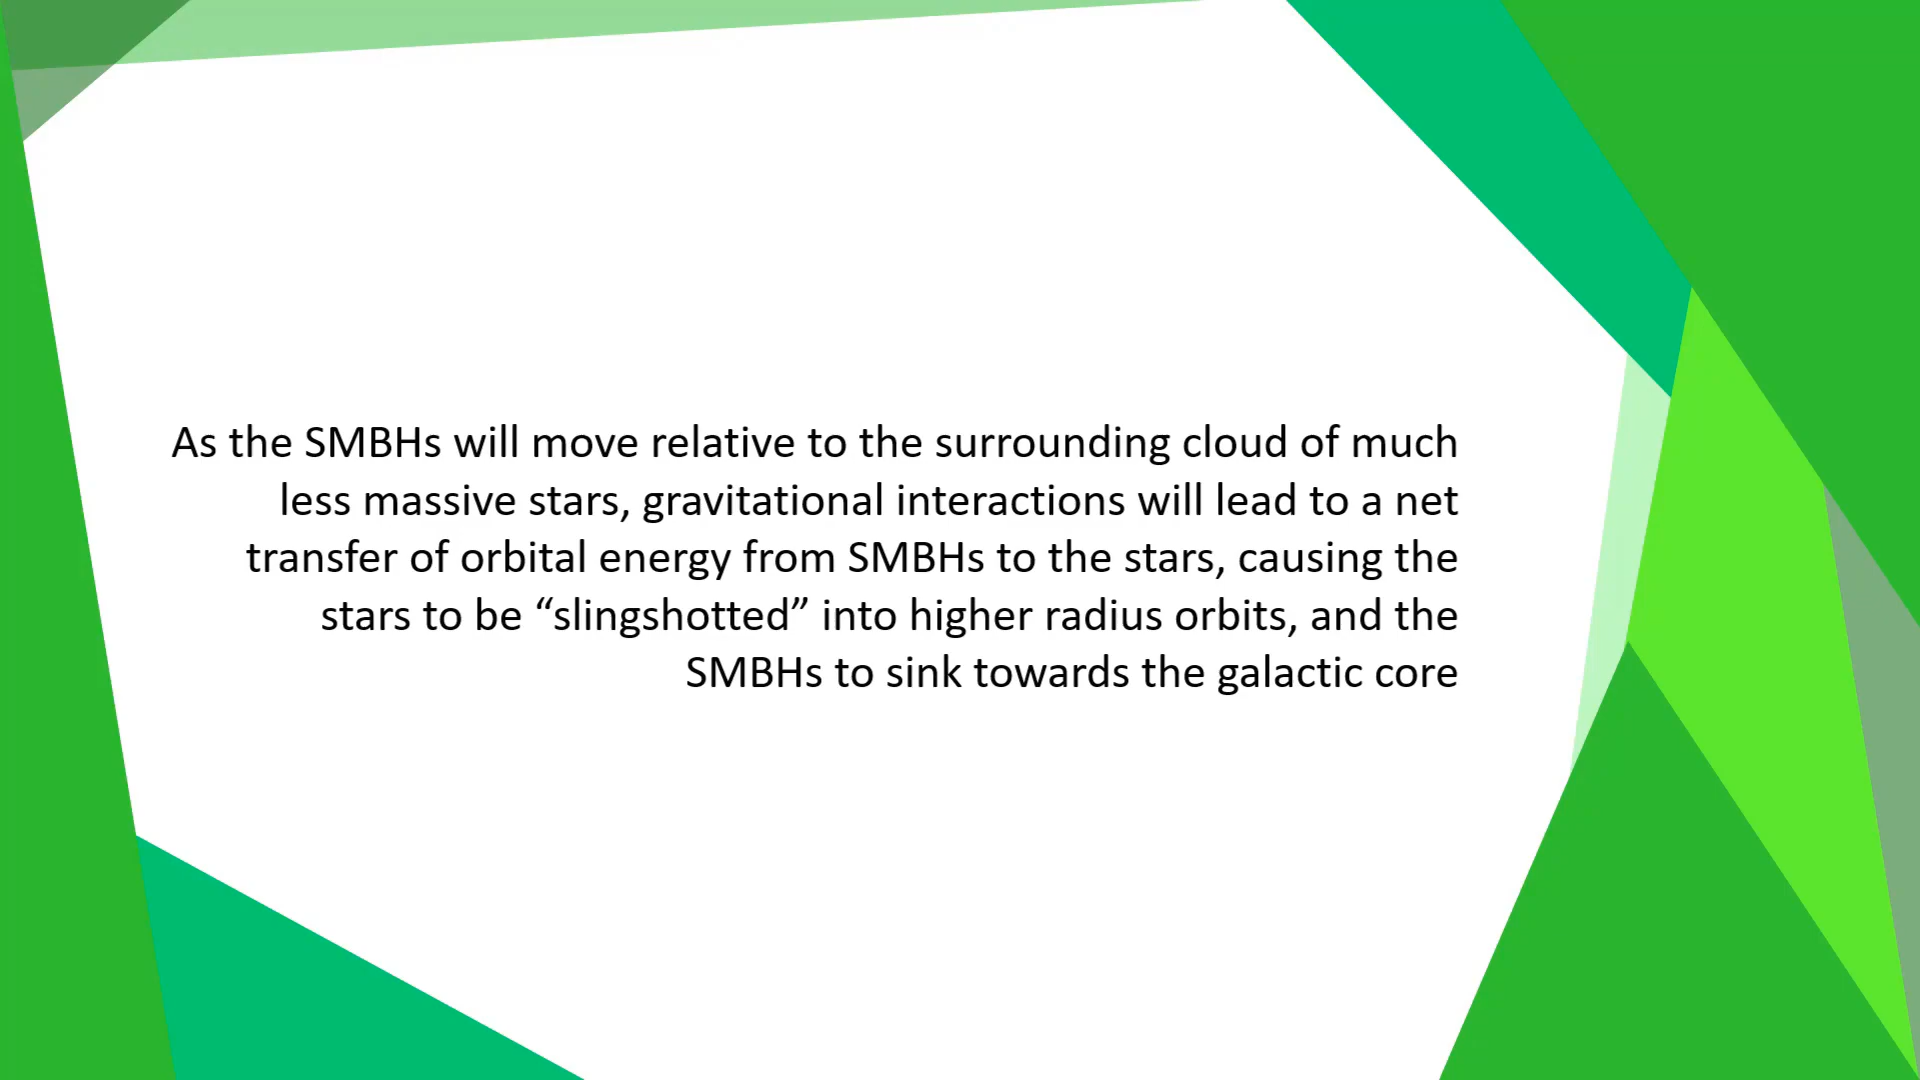 As the SMBHs will move relative to the surrounding cloud of much
less massive stars, gravitational interactions will lead to a net
transfer of orbital energy from SMBHs to the stars, causing the
stars to be “slingshotted” into higher radius orbits, and the
SMBHs to sink towards the galactic core